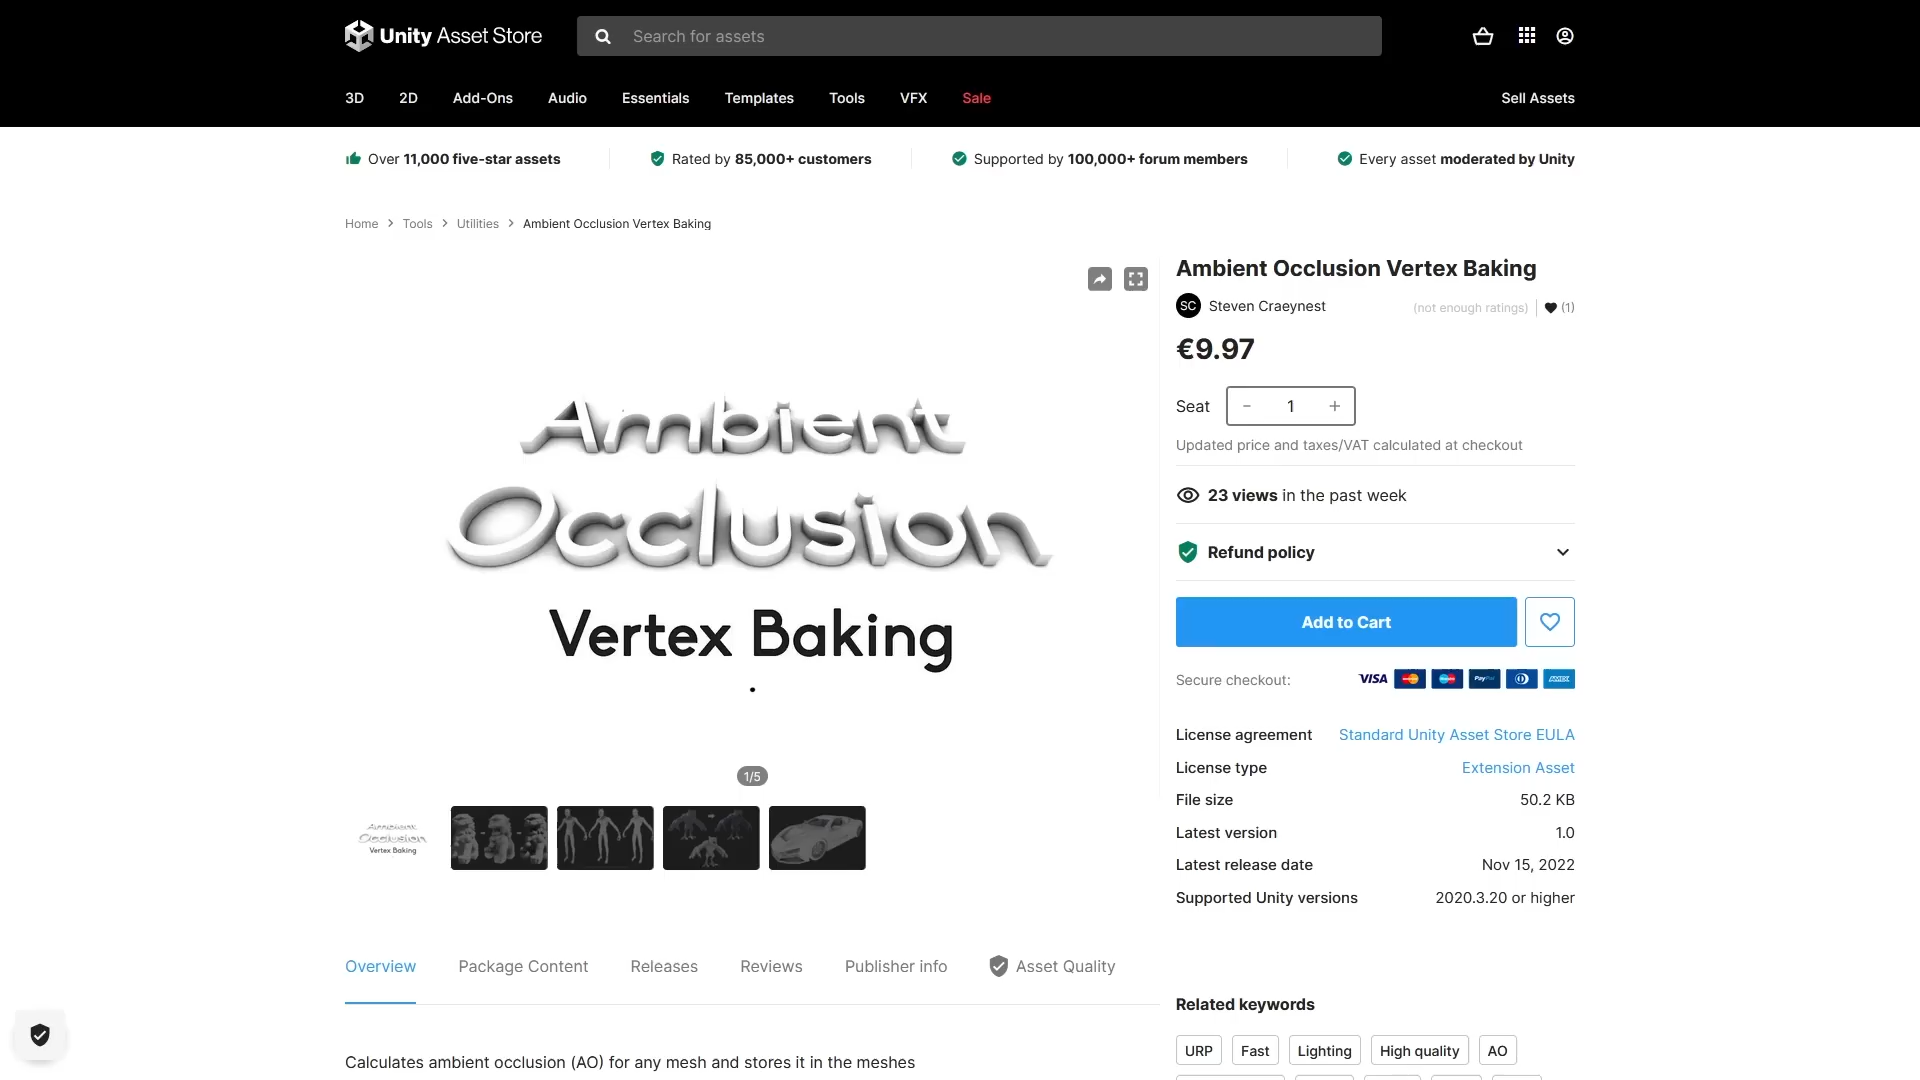 Unity Asset Store
Search for assets
3D 2D Add-Ons Audio Essentials Templates Tools VFX Sale Sell Assets
Over 11,000 five-star assets Rated by 85,000+ customers Supported by 100,000+ forum members Every asset moderated by Unity
Home > Tools > Utilities > Ambient Occlusion Vertex Baking
Ambient
Occlusion
Vertex Baking
1/5
Ambient
Occlusion
Vertex Baking
Ambient Occlusion Vertex Baking
SC Steven Craeynest (not enough ratings) (1)
€9.97
Seat - 1 +
Updated price and taxes/VAT calculated at checkout
23 views in the past week
Refund policy
Add to Cart
Secure checkout: VISA PayPal AMEX
License agreement Standard Unity Asset Store EULA
License type Extension Asset
File size 50.2 KB
Latest version 1.0
Latest release date Nov 15, 2022
Supported Unity versions 2020.3.20 or higher
Overview Package Content Releases Reviews Publisher info Asset Quality
Calculates ambient occlusion (AO) for any mesh and stores it in the meshes
Related keywords
URP Fast Lighting High quality AO